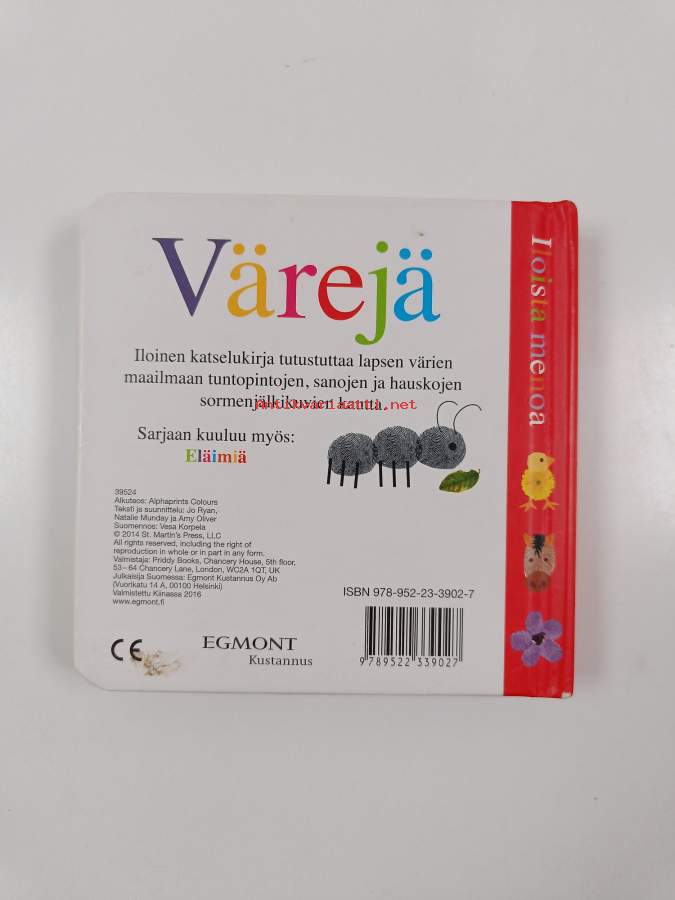 Värejä
Iloinen katselukirja tutustuttaa lapsen värien
maailmaan tuntopintojen, sanojen ja hauskojen
sormenjälkikuvien kautta.
antikvariaatti.net
Sarjaan kuuluu myös:
Eläimiä
39524
Alkuteos: Alphaprints Colours
Teksti ja suunnittelu: Jo Ryan,
Natalie Munday ja Amy Oliver
Suomennos: Vesa Korpela
© 2014 St. Martin's Press, LLC
All rights reserved, including the right of
reproduction in whole or in part in any form.
Valmistaja: Priddy Books, Chancery House, 5th floor,
53–64 Chancery Lane, London, WC2A 1QT, UK
Julkaisija Suomessa: Egmont Kustannus Oy Ab
(Vuorikatu 14 A, 00100 Helsinki)
Valmistettu Kiinassa 2016
www.egmont.fi
CE
EGMONT
Kustannus
ISBN 978-952-23-3902-7
9 789522 339027
Iloista menoa